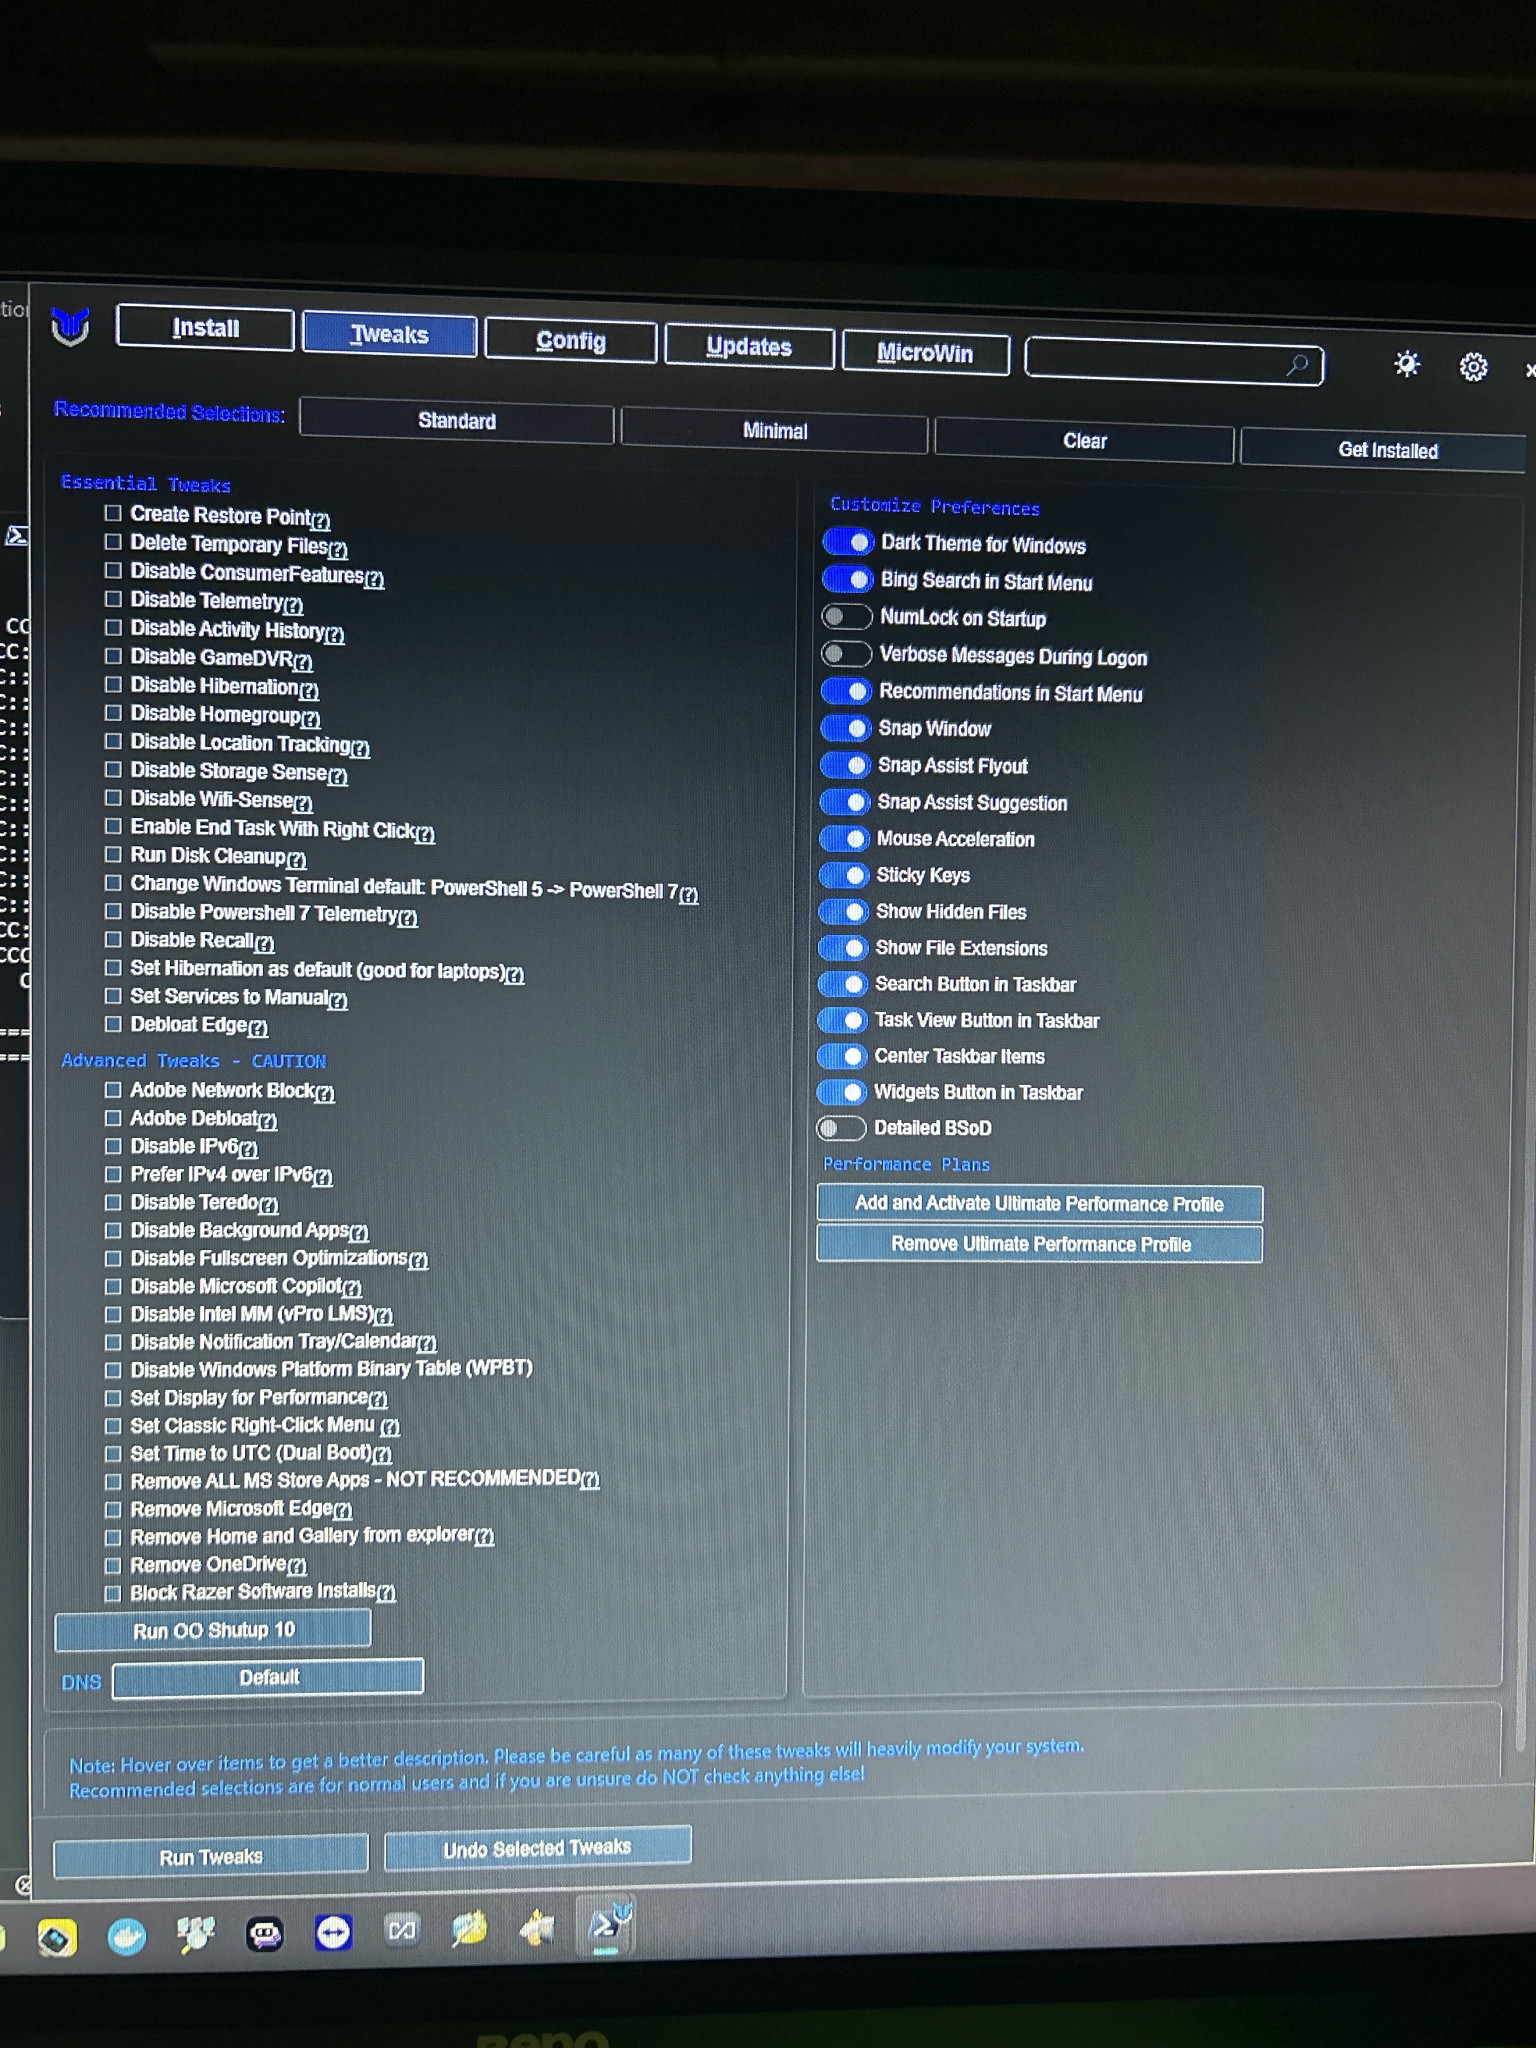 tion
Install
Tweaks
Config
Updates
MicroWin
Recommended Selections:
Standard
Minimal
Clear
Get Installed
Essential Tweaks
Create Restore Point(?)
Delete Temporary Files(?)
Disable ConsumerFeatures(?)
Disable Telemetry(?)
Disable Activity History(?)
Disable GameDVR(?)
Disable Hibernation(?)
Disable Homegroup(?)
Disable Location Tracking(?)
Disable Storage Sense(?)
Disable Wifi-Sense(?)
Enable End Task With Right Click(?)
Run Disk Cleanup(?)
Change Windows Terminal default: PowerShell 5 -> PowerShell 7(?)
Disable Powershell 7 Telemetry(?)
Disable Recall(?)
Set Hibernation as default (good for laptops)(?)
Set Services to Manual(?)
Debloat Edge(?)
Advanced Tweaks - CAUTION
Adobe Network Block(?)
Adobe Debloat(?)
Disable IPv6(?)
Prefer IPv4 over IPv6(?)
Disable Teredo(?)
Disable Background Apps(?)
Disable Fullscreen Optimizations(?)
Disable Microsoft Copilot(?)
Disable Intel MM (vPro LMS)(?)
Disable Notification Tray/Calendar(?)
Disable Windows Platform Binary Table (WPBT)
Set Display for Performance(?)
Set Classic Right-Click Menu (?)
Set Time to UTC (Dual Boot)(?)
Remove ALL MS Store Apps - NOT RECOMMENDED(?)
Remove Microsoft Edge(?)
Remove Home and Gallery from explorer(?)
Remove OneDrive(?)
Block Razer Software Installs(?)
Run OO Shutup 10
DNS
Default
Customize Preferences
Dark Theme for Windows
Bing Search in Start Menu
NumLock on Startup
Verbose Messages During Logon
Recommendations in Start Menu
Snap Window
Snap Assist Flyout
Snap Assist Suggestion
Mouse Acceleration
Sticky Keys
Show Hidden Files
Show File Extensions
Search Button in Taskbar
Task View Button in Taskbar
Center Taskbar Items
Widgets Button in Taskbar
Detailed BSoD
Performance Plans
Add and Activate Ultimate Performance Profile
Remove Ultimate Performance Profile
Note: Hover over items to get a better description. Please be careful as many of these tweaks will heavily modify your system.
Recommended selections are for normal users and if you are unsure do NOT check anything else!
Run Tweaks
Undo Selected Tweaks
BenQ